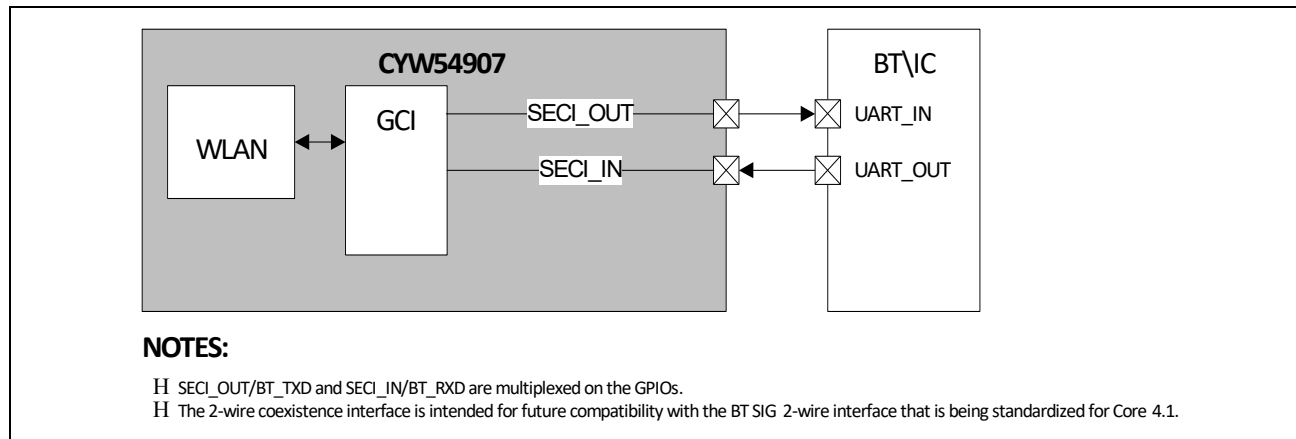 CYW54907
BT\IC
WLAN
GCI
SECI_OUT
UART_IN
SECI_IN
UART_OUT
NOTES:
H SECI_OUT/BT_TXD and SECI_IN/BT_RXD are multiplexed on the GPIOs.
H The 2-wire coexistence interface is intended for future compatibility with the BT SIG 2-wire interface that is being standardized for Core 4.1.